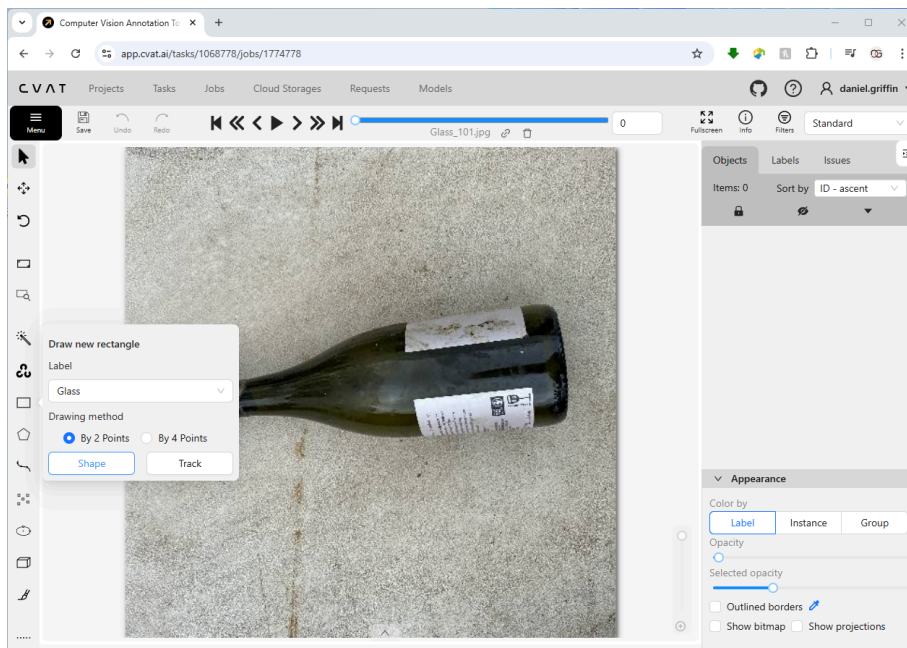 Computer Vision Annotation To
app.cvat.ai/tasks/1068778/jobs/1774778
CVAT Projects Tasks Jobs Cloud Storages Requests Models daniel.griffin
Menu Save Undo Redo Glass_101.jpg 0 Fullscreen Info Filters Standard
Objects Labels Issues
Items: 0 Sort by ID - ascent
Draw new rectangle
Label
Glass
Drawing method
By 2 Points By 4 Points
Shape Track
Appearance
Color by
Label Instance Group
Opacity
Selected opacity
Outlined borders
Show bitmap Show projections